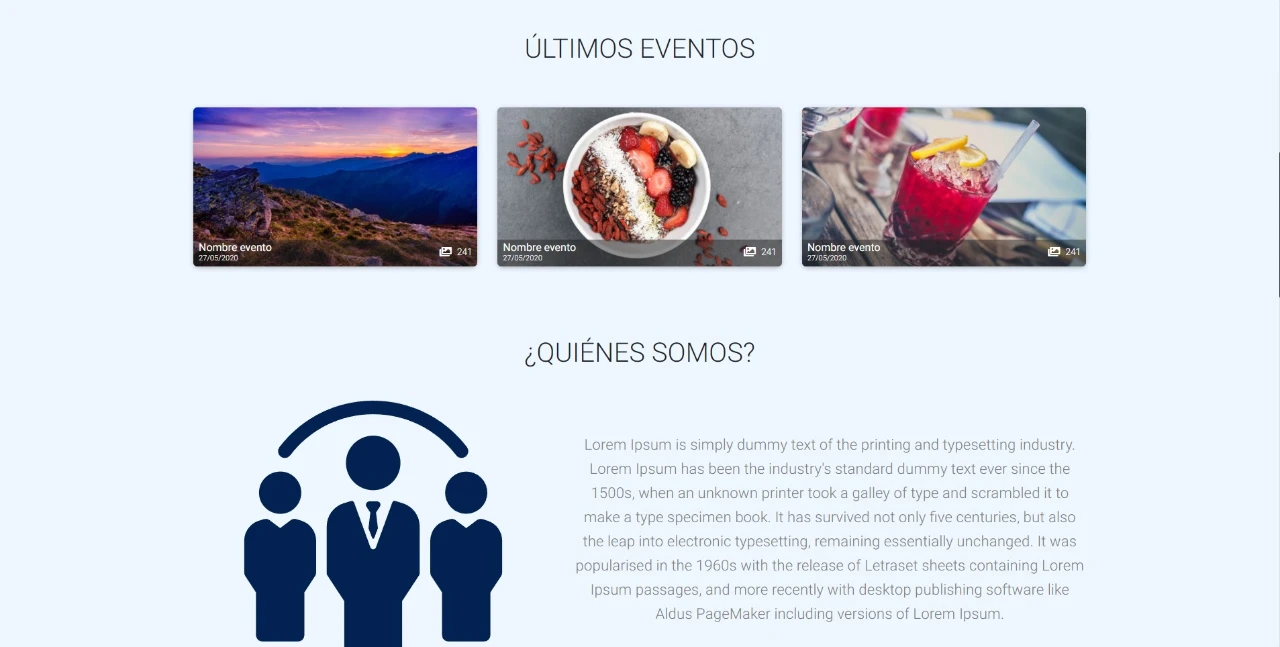 ÚLTIMOS EVENTOS
Nombre evento
27/05/2020
241
Nombre evento
27/05/2020
241
Nombre evento
27/05/2020
241
¿QUIÉNES SOMOS?
Lorem Ipsum is simply dummy text of the printing and typesetting industry.
Lorem Ipsum has been the industry's standard dummy text ever since the
1500s, when an unknown printer took a galley of type and scrambled it to
make a type specimen book. It has survived not only five centuries, but also
the leap into electronic typesetting, remaining essentially unchanged. It was
popularised in the 1960s with the release of Letraset sheets containing Lorem
Ipsum passages, and more recently with desktop publishing software like
Aldus PageMaker including versions of Lorem Ipsum.